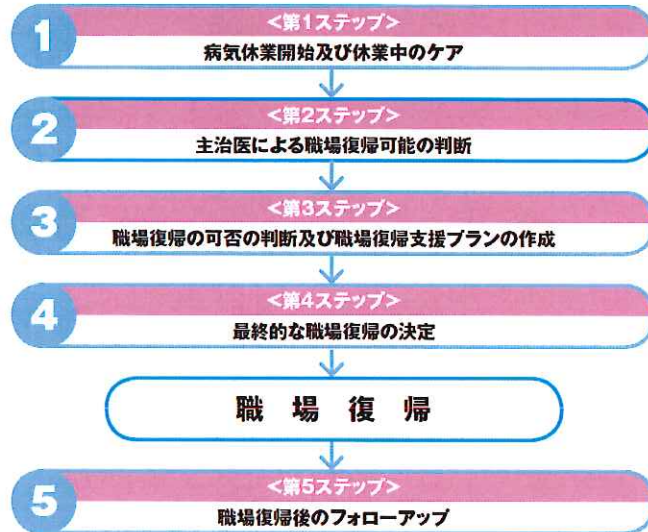 1
<第1ステップ>
病気休業開始及び休業中のケア
2
<第2ステップ>
主治医による職場復帰可能の判断
3
<第3ステップ>
職場復帰の可否の判断及び職場復帰支援プランの作成
4
<第4ステップ>
最終的な職場復帰の決定
職場復帰
5
<第5ステップ>
職場復帰後のフォローアップ